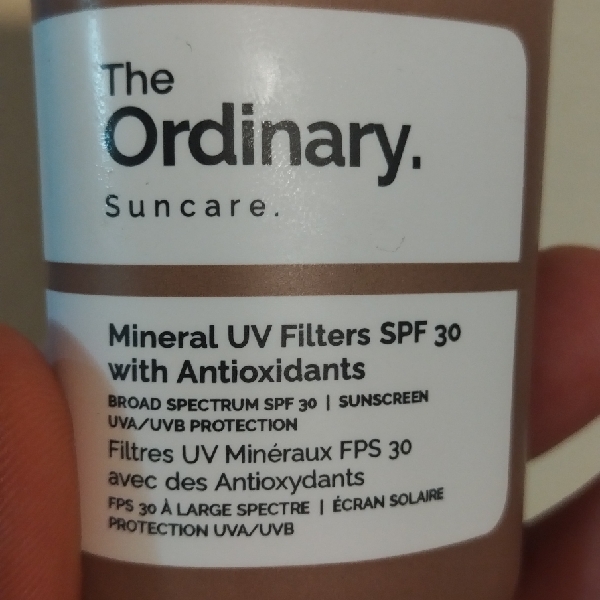 The
Ordinary.
Suncare.
Mineral UV Filters SPF 30
with Antioxidants
BROAD SPECTRUM SPF 30 | SUNSCREEN
UVA/UVB PROTECTION
Filtres UV Minéraux FPS 30
avec des Antioxydants
FPS 30 À LARGE SPECTRE | ÉCRAN SOLAIRE
PROTECTION UVA/UVB